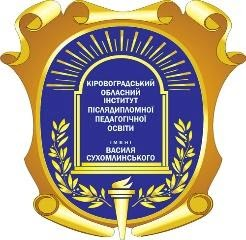 КІРОВОГРАДСЬКИЙ
ОБЛАСНИЙ
ІНСТИТУТ
ПІСЛЯДИПЛОМНОЇ
ПЕДАГОГІЧНОЇ
ОСВІТИ
ІМЕНІ
ВАСИЛЯ
СУХОМЛИНСЬКОГО